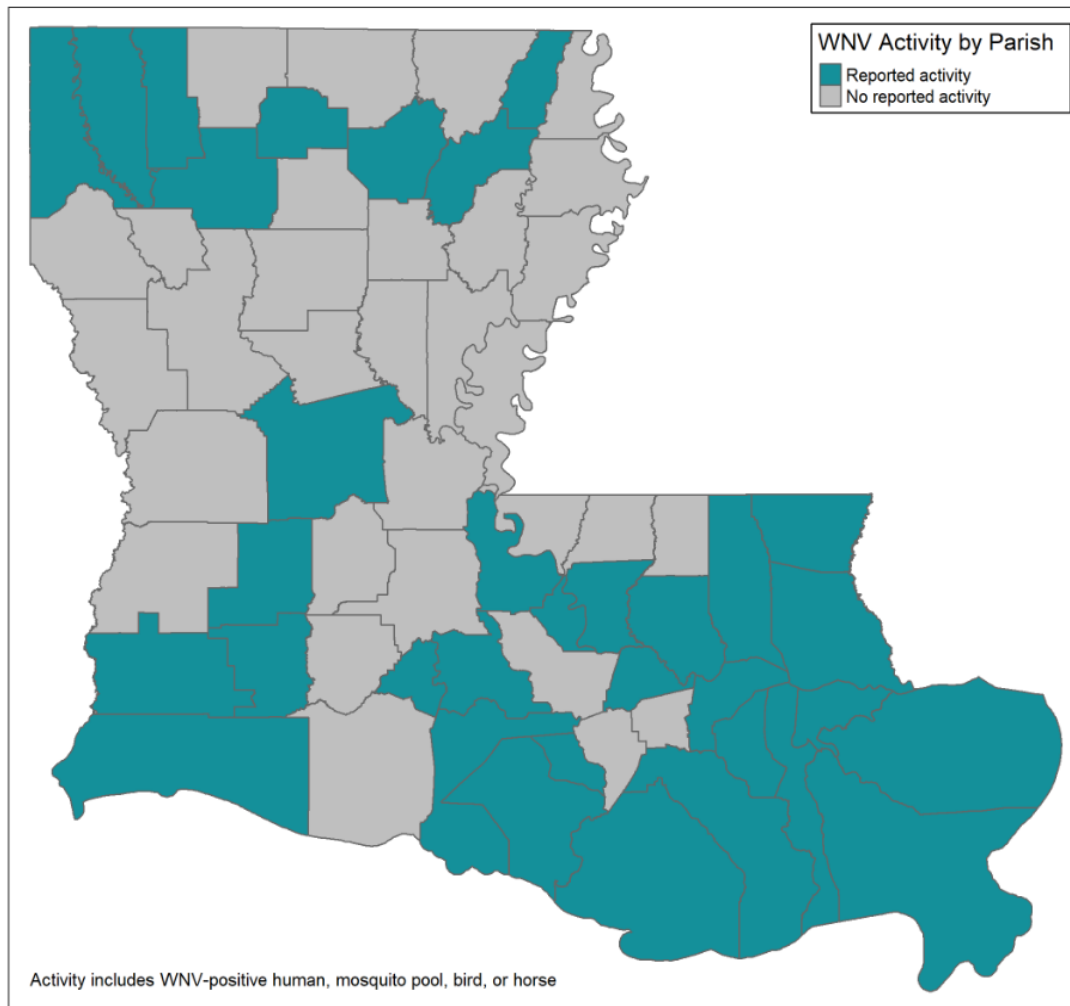 WNV Activity by Parish
Reported activity
No reported activity
Activity includes WNV-positive human, mosquito pool, bird, or horse